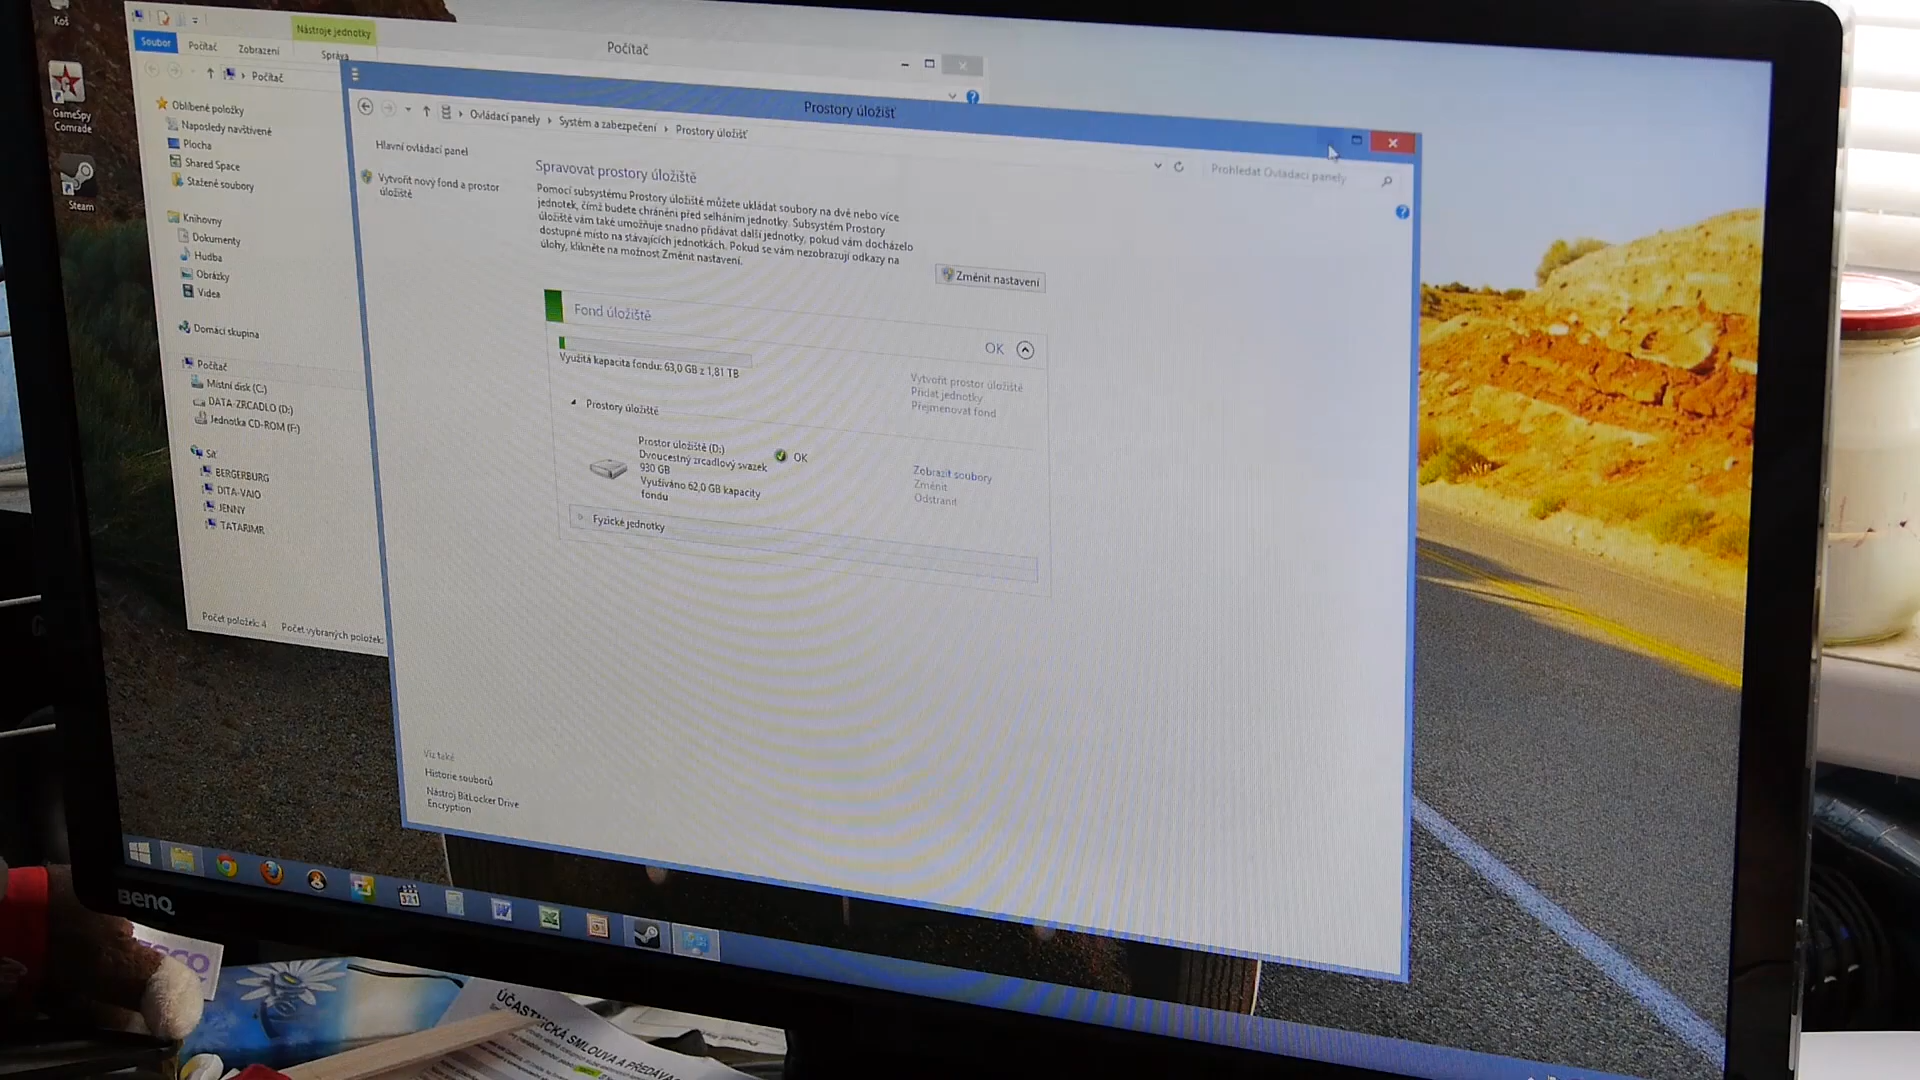 Koš
GameSpy
Comrade
Steam
Nástroje jednotky
Soubor
Počítač
Zobrazení
Správa
Počítač
Počítač
Oblíbené položky
Naposledy navštívené
Plocha
Shared Space
Stažené soubory
Knihovny
Dokumenty
Hudba
Obrázky
Videa
Domácí skupina
Počítač
Místní disk (C:)
DATA-ZRCADLO (D:)
Jednotka CD-ROM (F:)
Síť
BERGERBURG
DITA-VAIO
JENNY
TATARIMR
Počet položek: 4
Počet vybraných položek:
Prostory úložišť
Ovládací panely
Systém a zabezpečení
Prostory úložišť
Prohledat Ovládací panely
Hlavní ovládací panel
Vytvořit nový fond a prostor
úložiště
Spravovat prostory úložiště
Pomocí subsystému Prostory úložiště můžete ukládat soubory na dvě nebo více
jednotek, čímž budete chráněni před selháním jednotky. Subsystém Prostory
úložiště vám také umožňuje snadno přidávat další jednotky, pokud vám docházelo
dostupné místo na stávajících jednotkách. Pokud se vám nezobrazují odkazy na
úlohy, klikněte na možnost Změnit nastavení.
Změnit nastavení
Fond úložiště
OK
Využitá kapacita fondu: 63,0 GB z 1,81 TB
Vytvořit prostor úložiště
Přidat jednotky
Přejmenovat fond
Prostory úložiště
Prostor úložiště (D:)
Dvoucestný zrcadlový svazek
930 GB
Využíváno 62,0 GB kapacity
fondu
OK
Zobrazit soubory
Změnit
Odstranit
Fyzické jednotky
Viz také
Historie souborů
Nástroj BitLocker Drive
Encryption
BenQ
ÚČASTNICKÁ SMLOUVA A PŘEDÁVA